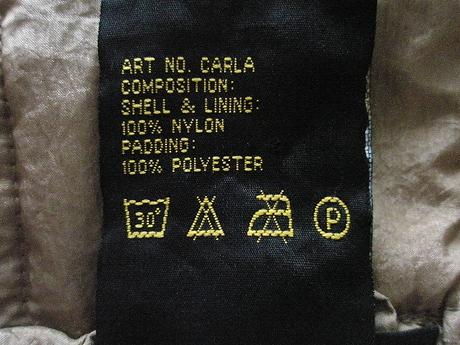 ART NO. CARLA
COMPOSITION:
SHELL & LINING:
100% NYLON
PADDING:
100% POLYESTER
30° P